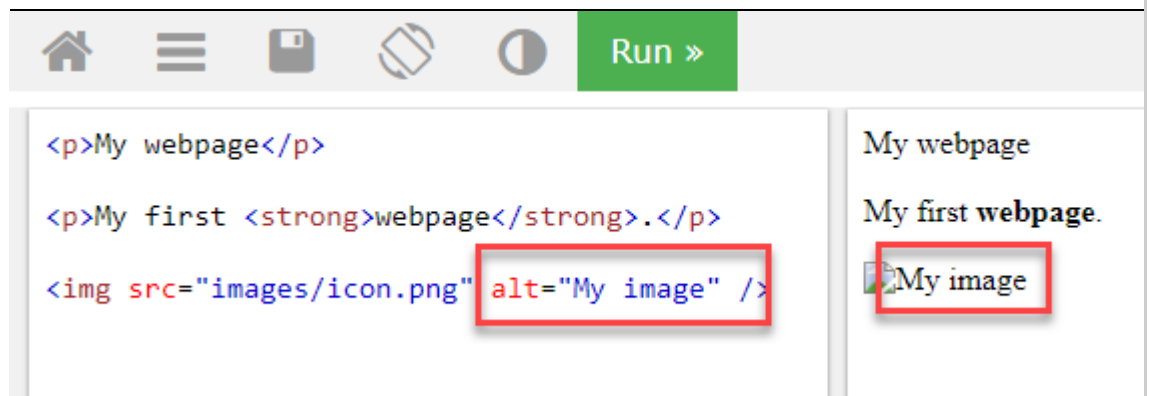 Run »
<p>My webpage</p>
<p>My first <strong>webpage</strong>.</p>
<img src="images/icon.png" alt="My image" />
My webpage
My first webpage.
My image